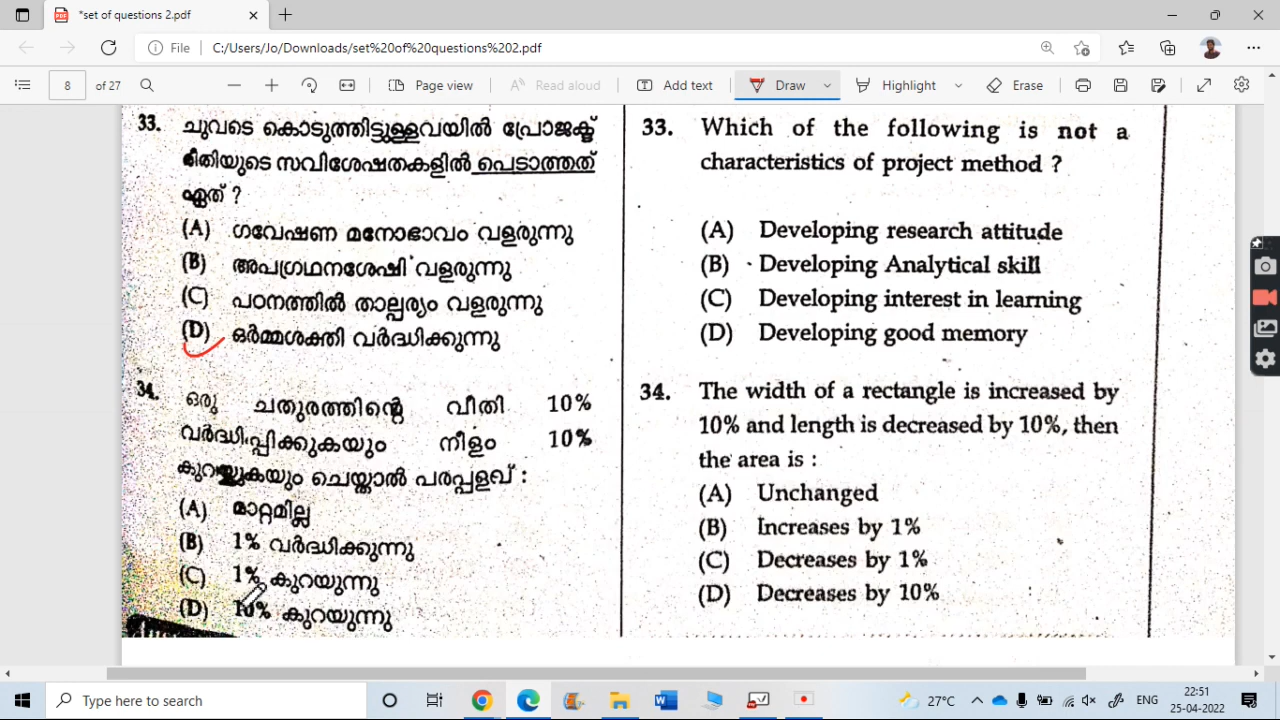 *set of questions 2.pdf
File
C:/Users/Jo/Downloads/set%20of%20questions%202.pdf
8 of 27
Page view
Read aloud
Add text
Draw
Highlight
Erase
33. ചുവടെ കൊടുത്തിട്ടുള്ളവയിൽ പ്രോജക്ട്
രീതിയുടെ സവിശേഷതകളിൽ പെടാത്തത്
ഏത് ?
(A) ഗവേഷണ മനോഭാവം വളരുന്നു
(B) അപഗ്രഥനശേഷി വളരുന്നു
(C) പഠനത്തിൽ താല്പര്യം വളരുന്നു
(D) ഓർമ്മശക്തി വർദ്ധിക്കുന്നു
34. ഒരു ചതുരത്തിന്റെ വീതി 10%
വർദ്ധിപ്പിക്കുകയും നീളം 10%
കുറയ്ക്കുകയും ചെയ്താൽ പരപ്പളവ് :
(A) മാറ്റമില്ല
(B) 1% വർദ്ധിക്കുന്നു
(C) 1% കുറയുന്നു
(D) 10% കുറയുന്നു
33. Which of the following is not a
characteristics of project method ?
(A) Developing research attitude
(B) Developing Analytical skill
(C) Developing interest in learning
(D) Developing good memory
34. The width of a rectangle is increased by
10% and length is decreased by 10%, then
the area is :
(A) Unchanged
(B) Increases by 1%
(C) Decreases by 1%
(D) Decreases by 10%
Type here to search
27°C
ENG
22:51
25-04-2022